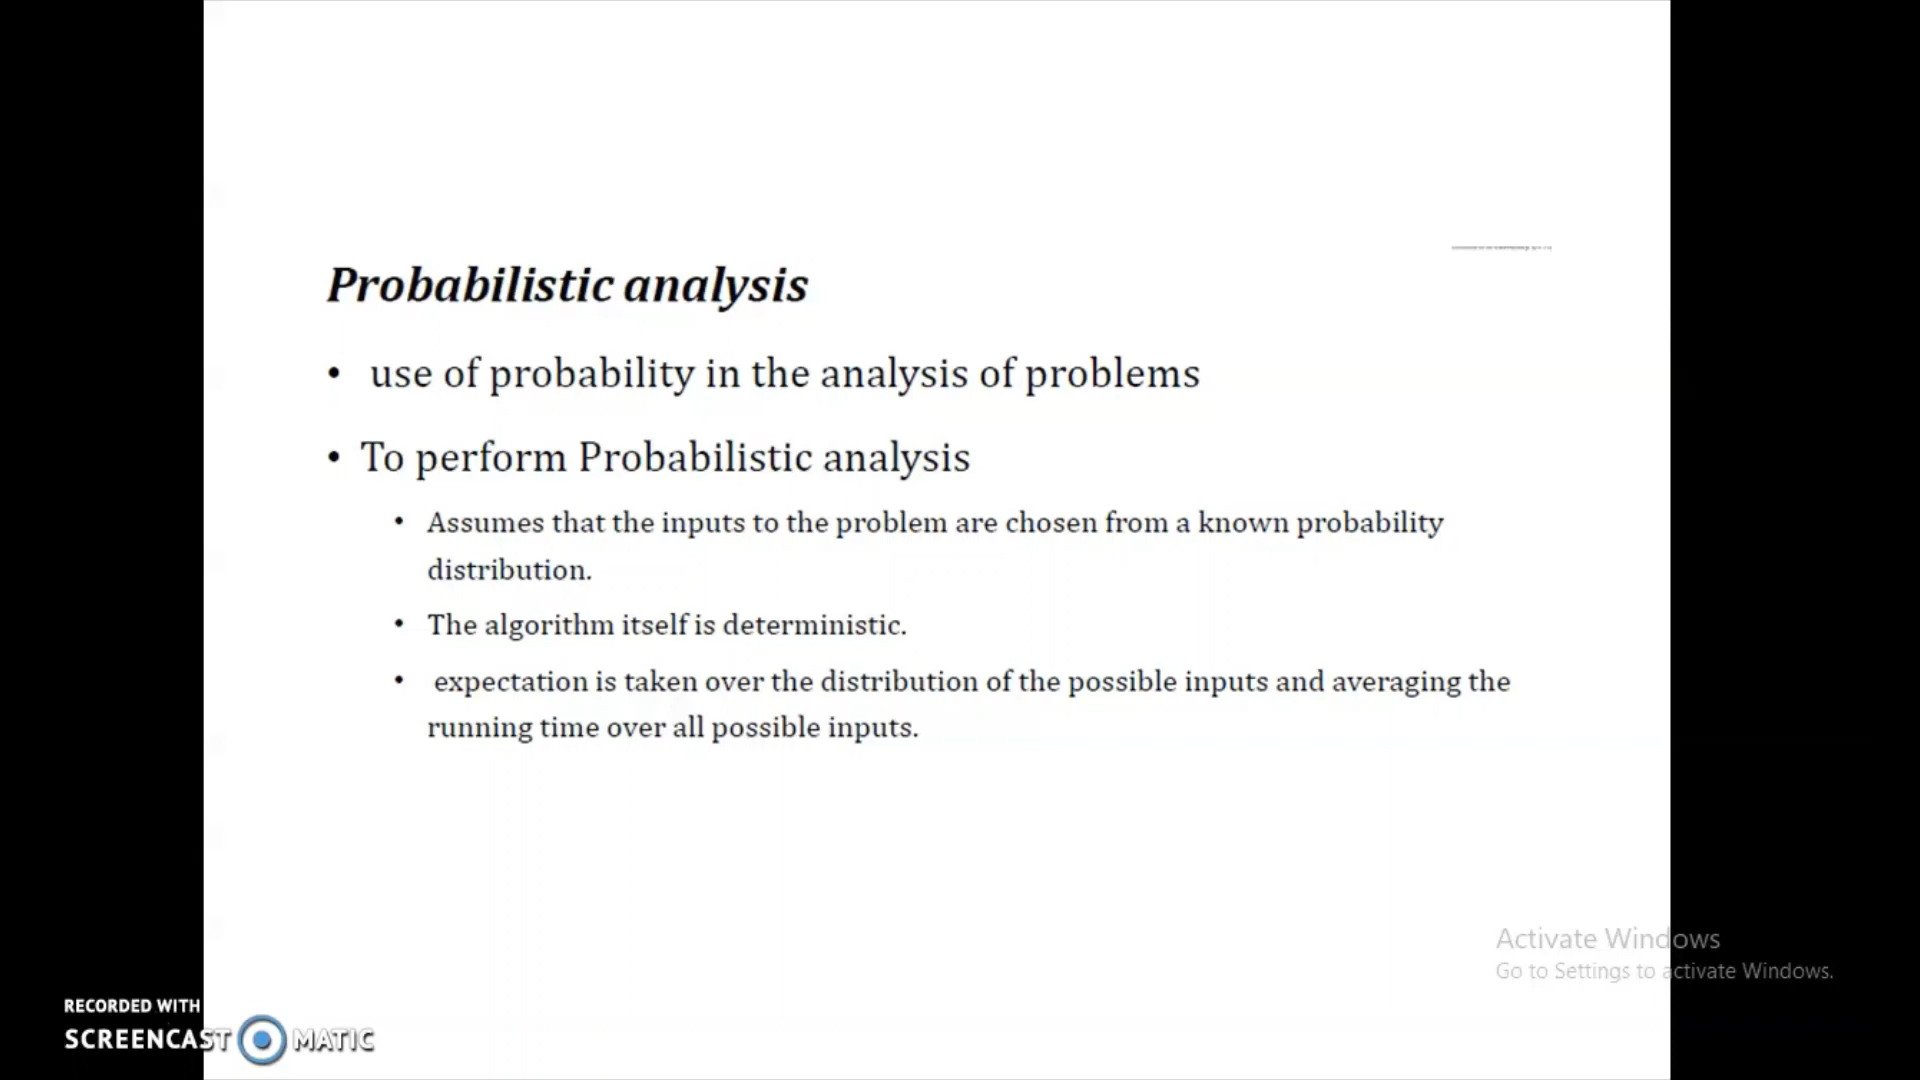 Probabilistic analysis
• use of probability in the analysis of problems
• To perform Probabilistic analysis
• Assumes that the inputs to the problem are chosen from a known probability
distribution.
• The algorithm itself is deterministic.
• expectation is taken over the distribution of the possible inputs and averaging the
running time over all possible inputs.
Activate Windows
Go to Settings to activate Windows.
RECORDED WITH
SCREENCAST MATIC